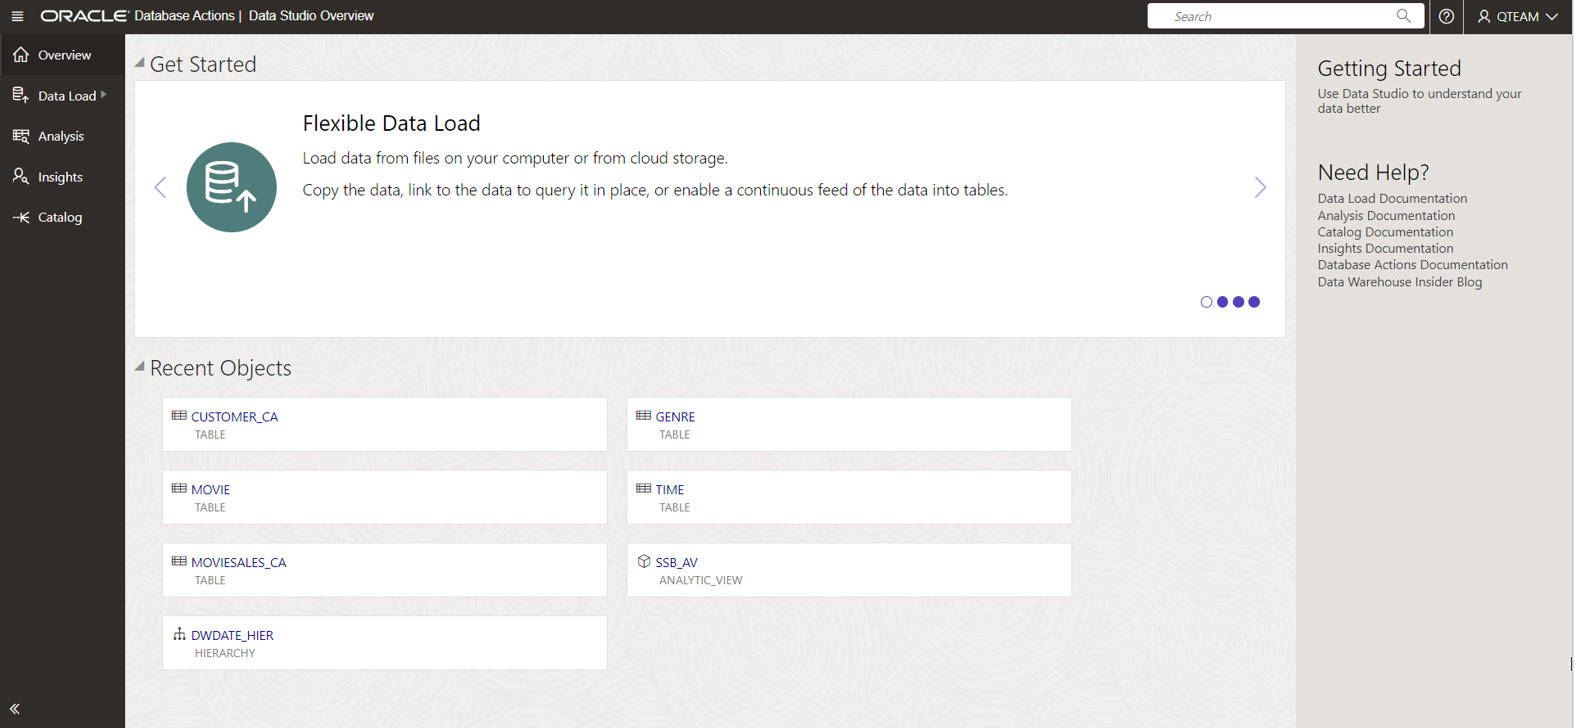 ORACLE® Database Actions | Data Studio Overview
Search
QTEAM
Overview
Data Load
Analysis
Insights
Catalog
Get Started
Flexible Data Load
Load data from files on your computer or from cloud storage.
Copy the data, link to the data to query it in place, or enable a continuous feed of the data into tables.
Recent Objects
CUSTOMER_CA
TABLE
GENRE
TABLE
MOVIE
TABLE
TIME
TABLE
MOVIESALES_CA
TABLE
SSB_AV
ANALYTIC_VIEW
DWDATE_HIER
HIERARCHY
Getting Started
Use Data Studio to understand your
data better
Need Help?
Data Load Documentation
Analysis Documentation
Catalog Documentation
Insights Documentation
Database Actions Documentation
Data Warehouse Insider Blog